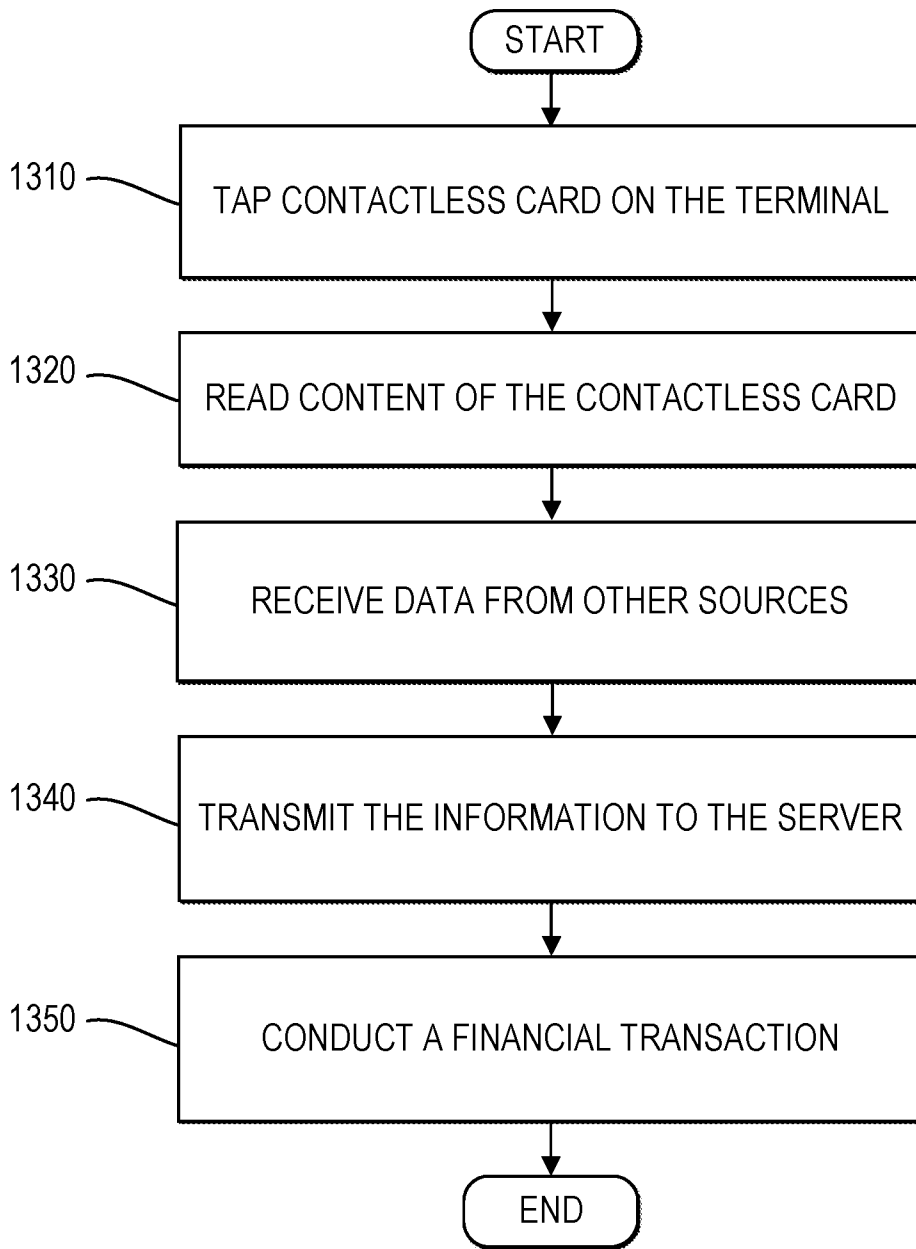 START
1310
TAP CONTACTLESS CARD ON THE TERMINAL
1320
READ CONTENT OF THE CONTACTLESS CARD
1330
RECEIVE DATA FROM OTHER SOURCES
1340
TRANSMIT THE INFORMATION TO THE SERVER
1350
CONDUCT A FINANCIAL TRANSACTION
END